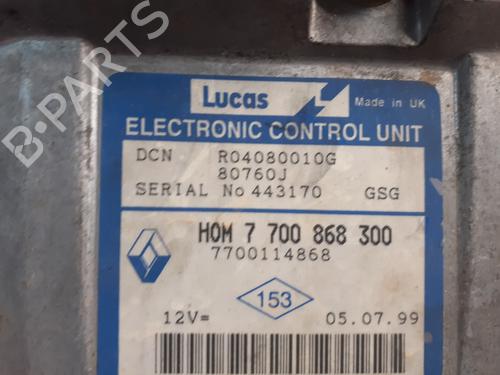 B-PARTS
Lucas
Made in UK
ELECTRONIC CONTROL UNIT
DCN R04080010G
80760J
SERIAL No 443170 GSG
HOM 7 700 868 300
7700114868
153
12V= 05.07.99